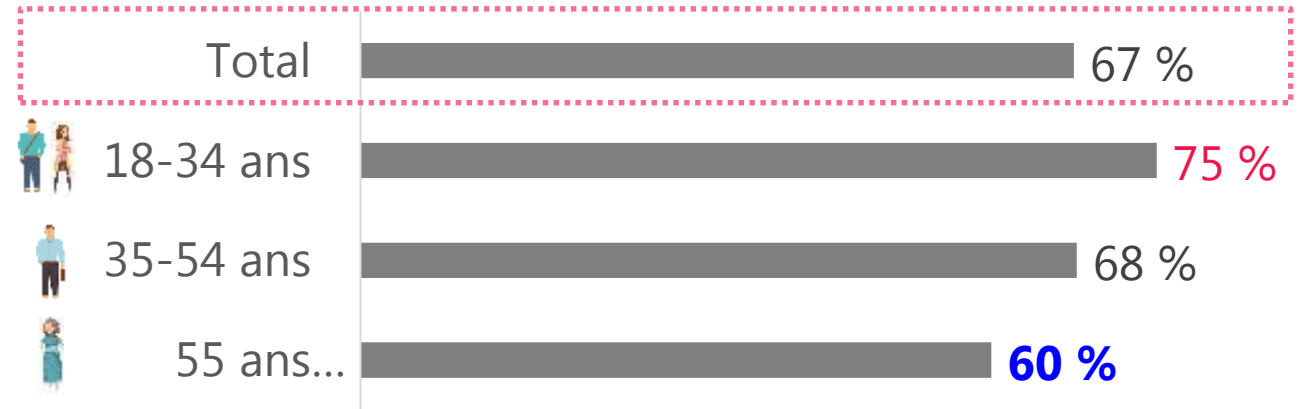 Total 67 %
18-34 ans 75 %
35-54 ans 68 %
55 ans... 60 %